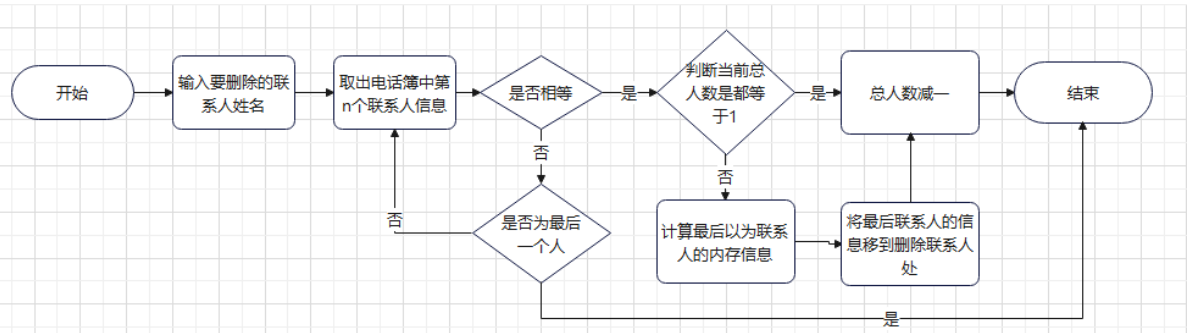 开始
输入要删除的联
系人姓名
取出电话簿中第
n个联系人信息
是否相等
是
判断当前总
人数是都等
于1
是
总人数减一
结束
否
否
是否为最后
一个人
否
计算最后以为联系
人的内存信息
将最后联系人的信
息移到删除联系人
处
是